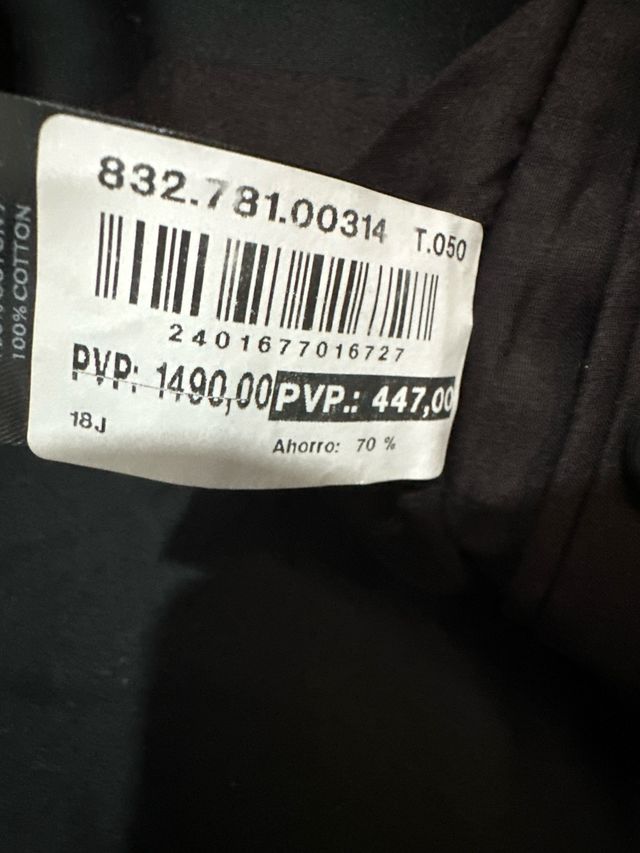 832.781.00314 T.050
2401677016727
PVP: 1490,00 PVP.: 447,00
18J
Ahorro: 70 %
100% COTTON